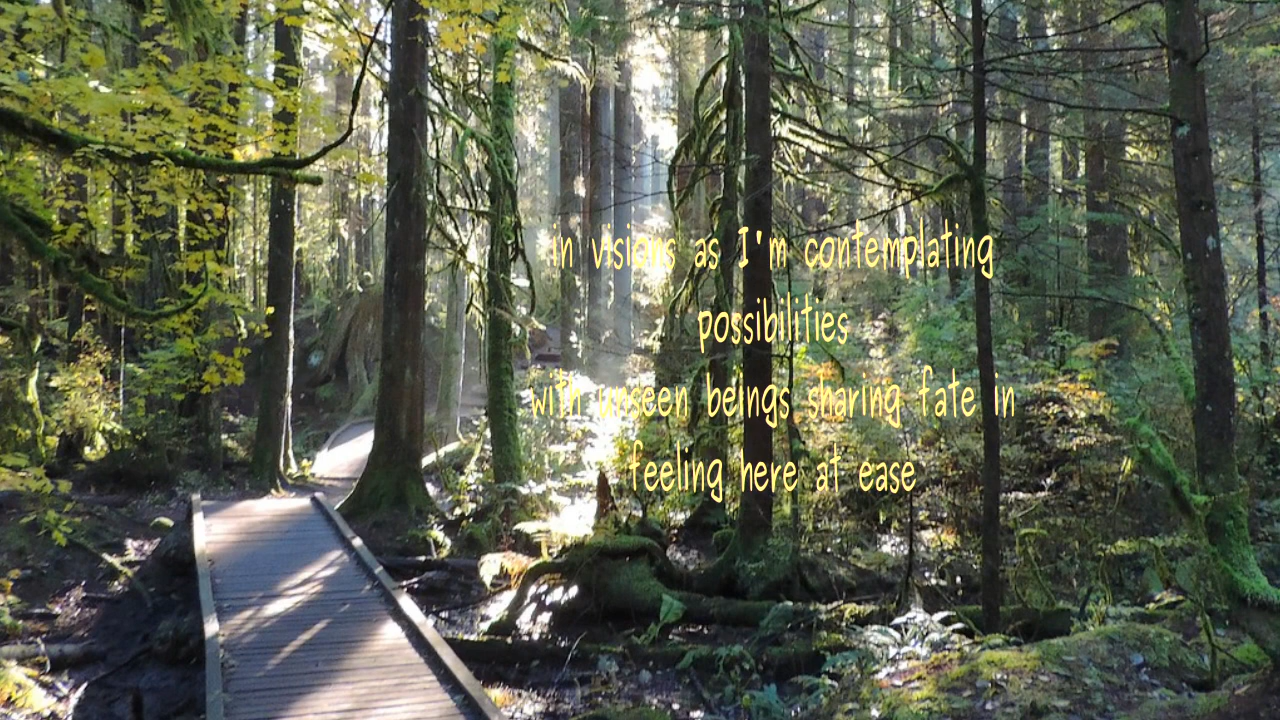 in visions as I'm contemplating
possibilities
with unseen beings sharing fate in
feeling here at ease